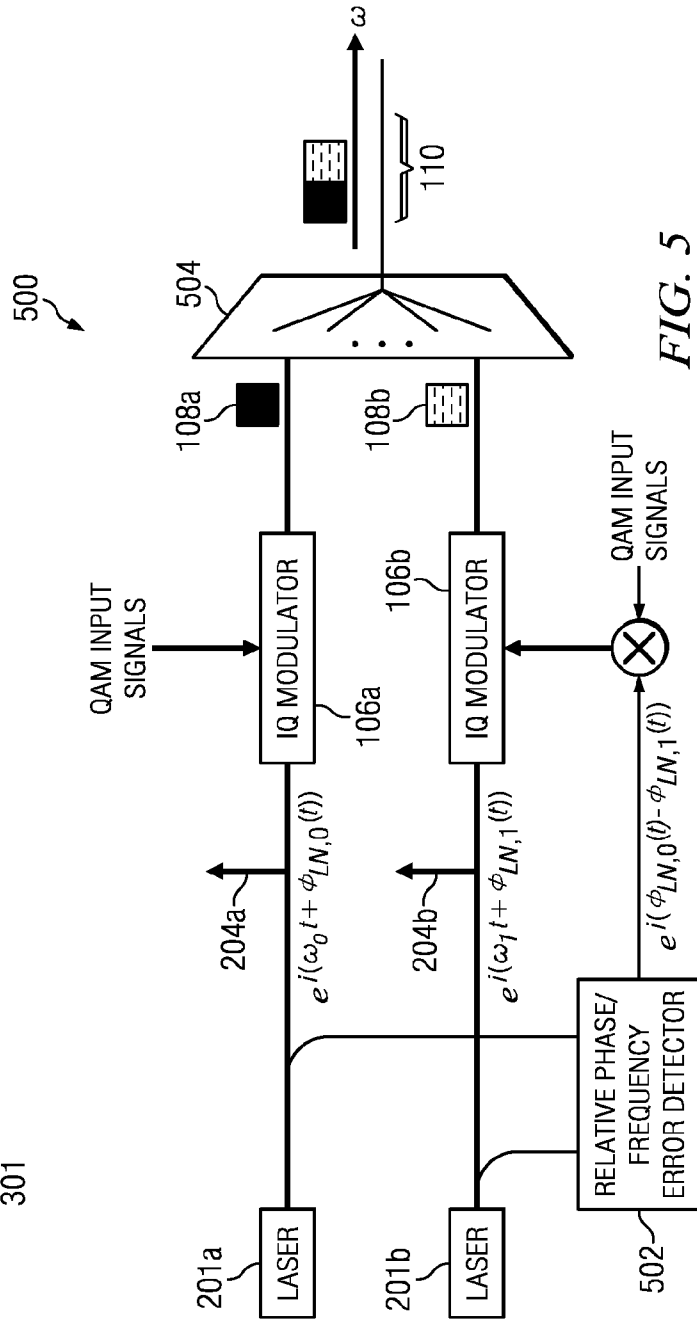 301
500
201a
LASER
204a
e^{i(ω_0 t + ϕ_{LN,0}(t))}
QAM INPUT
SIGNALS
IQ MODULATOR
106a
108a
504
ω
110
201b
LASER
204b
e^{i(ω_1 t + ϕ_{LN,1}(t))}
106b
IQ MODULATOR
108b
502
RELATIVE PHASE/
FREQUENCY
ERROR DETECTOR
e^{i(ϕ_{LN,0}(t)-ϕ_{LN,1}(t))}
QAM INPUT
SIGNALS
FIG. 5